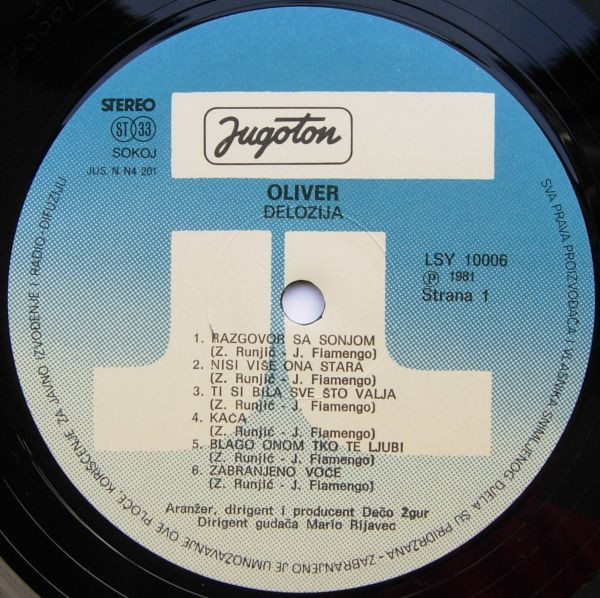 STEREO
ST 33
SOKOJ
JUS. N. N4 201
Jugoton
OLIVER
ĐELOZIJA
LSY 10006
Ⓟ 1981
Strana 1
1. RAZGOVOR SA SONJOM
(Z. Runjić - J. Fiamengo)
2. NISI VIŠE ONA STARA
(Z. Runjić - J. Fiamengo)
3. TI SI BILA SVE ŠTO VALJA
(Z. Runjić - J. Fiamengo)
4. KAĆA
(Z. Runjić - J. Fiamengo)
5. BLAGO ONOM TKO TE LJUBI
(Z. Runjić - J. Fiamengo)
6. ZABRANJENO VOĆE
(Z. Runjić - J. Fiamengo)
Aranžer, dirigent i producent Dečo Žgur
Dirigent gudača Mario Rijavec
SVA PRAVA PROIZVOĐAČA I VLASNIKA SNIMLJENOG DJELA SU PRIDRŽANA - ZABRANJENO JE UMNOŽAVANJE OVE PLOČE, KORIŠĆENJE ZA JAVNO IZVOĐENJE I RADIO-DIFUZIJU